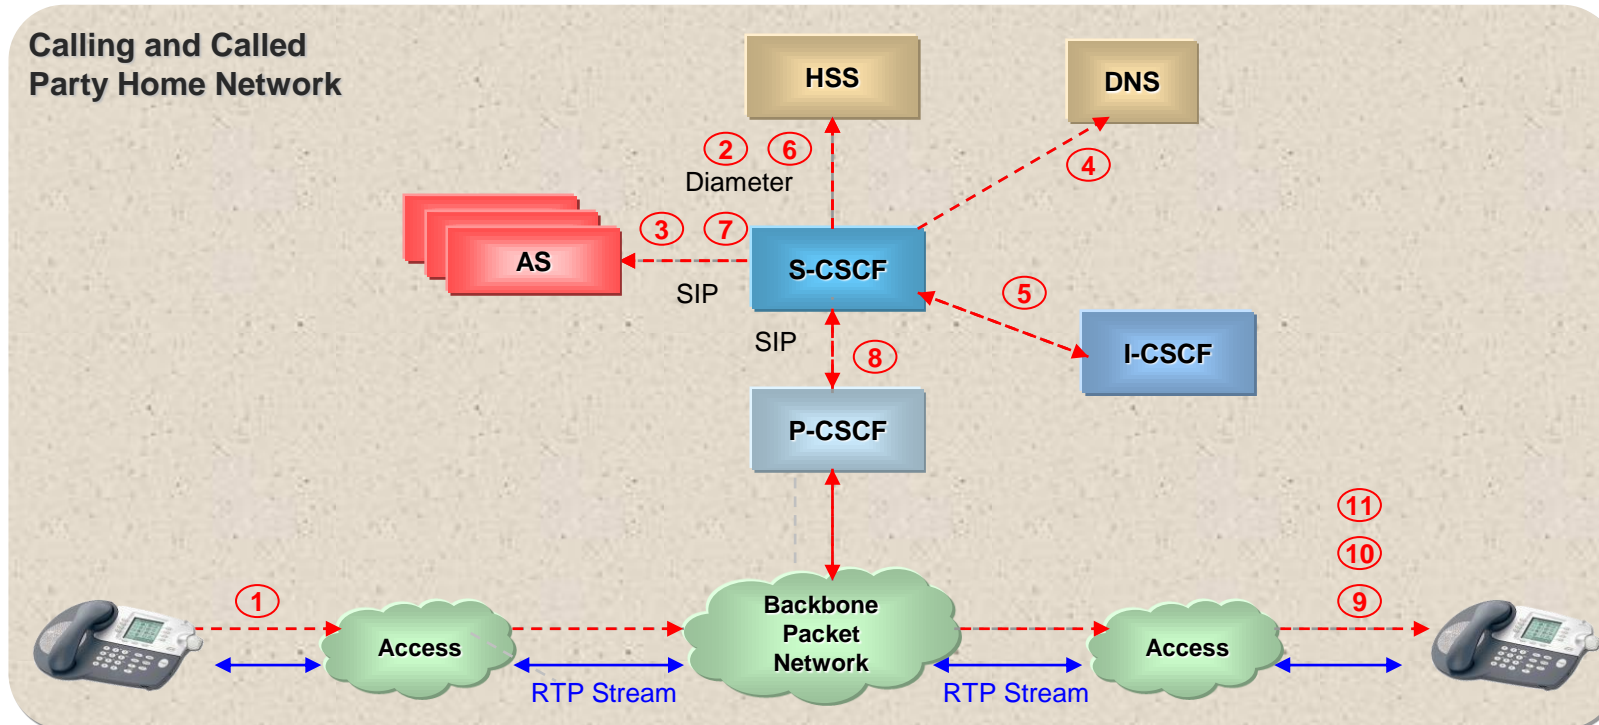 Calling and Called
Party Home Network
HSS
DNS
2
6
4
Diameter
3
7
AS
S-CSCF
SIP
5
SIP
8
I-CSCF
P-CSCF
11
10
1
9
Access
Backbone
Packet
Network
Access
RTP Stream
RTP Stream